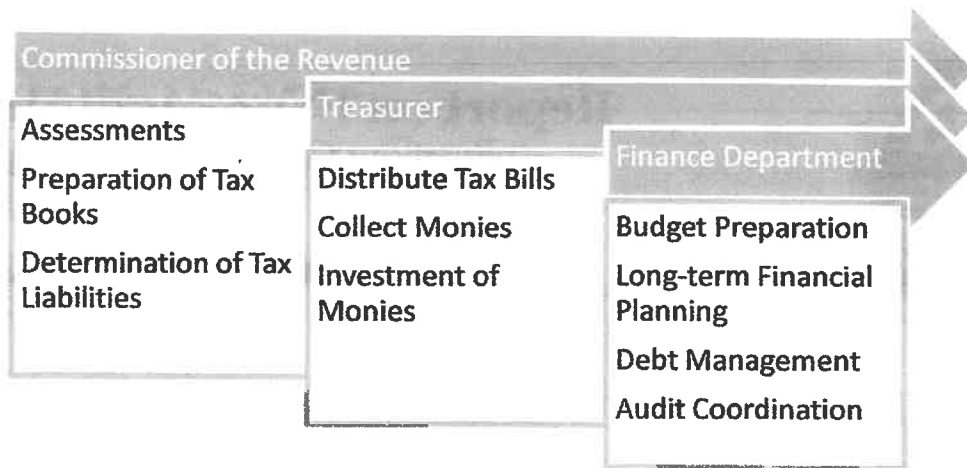 Commissioner of the Revenue
Assessments
Preparation of Tax
Books
Determination of Tax
Liabilities
Treasurer
Distribute Tax Bills
Collect Monies
Investment of
Monies
Finance Department
Budget Preparation
Long-term Financial
Planning
Debt Management
Audit Coordination